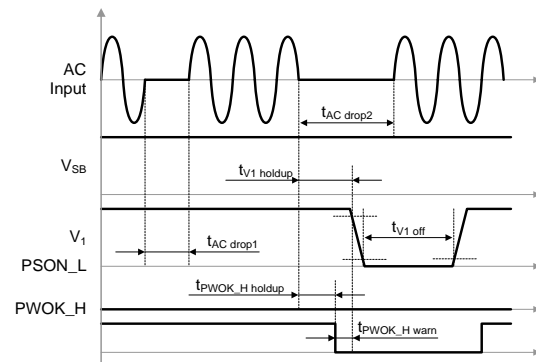 AC
Input
tAC drop2
VSB
tV1 holdup
V1
tAC drop1
tV1 off
PSON_L
tPWOK_H holdup
PWOK_H
tPWOK_H warn